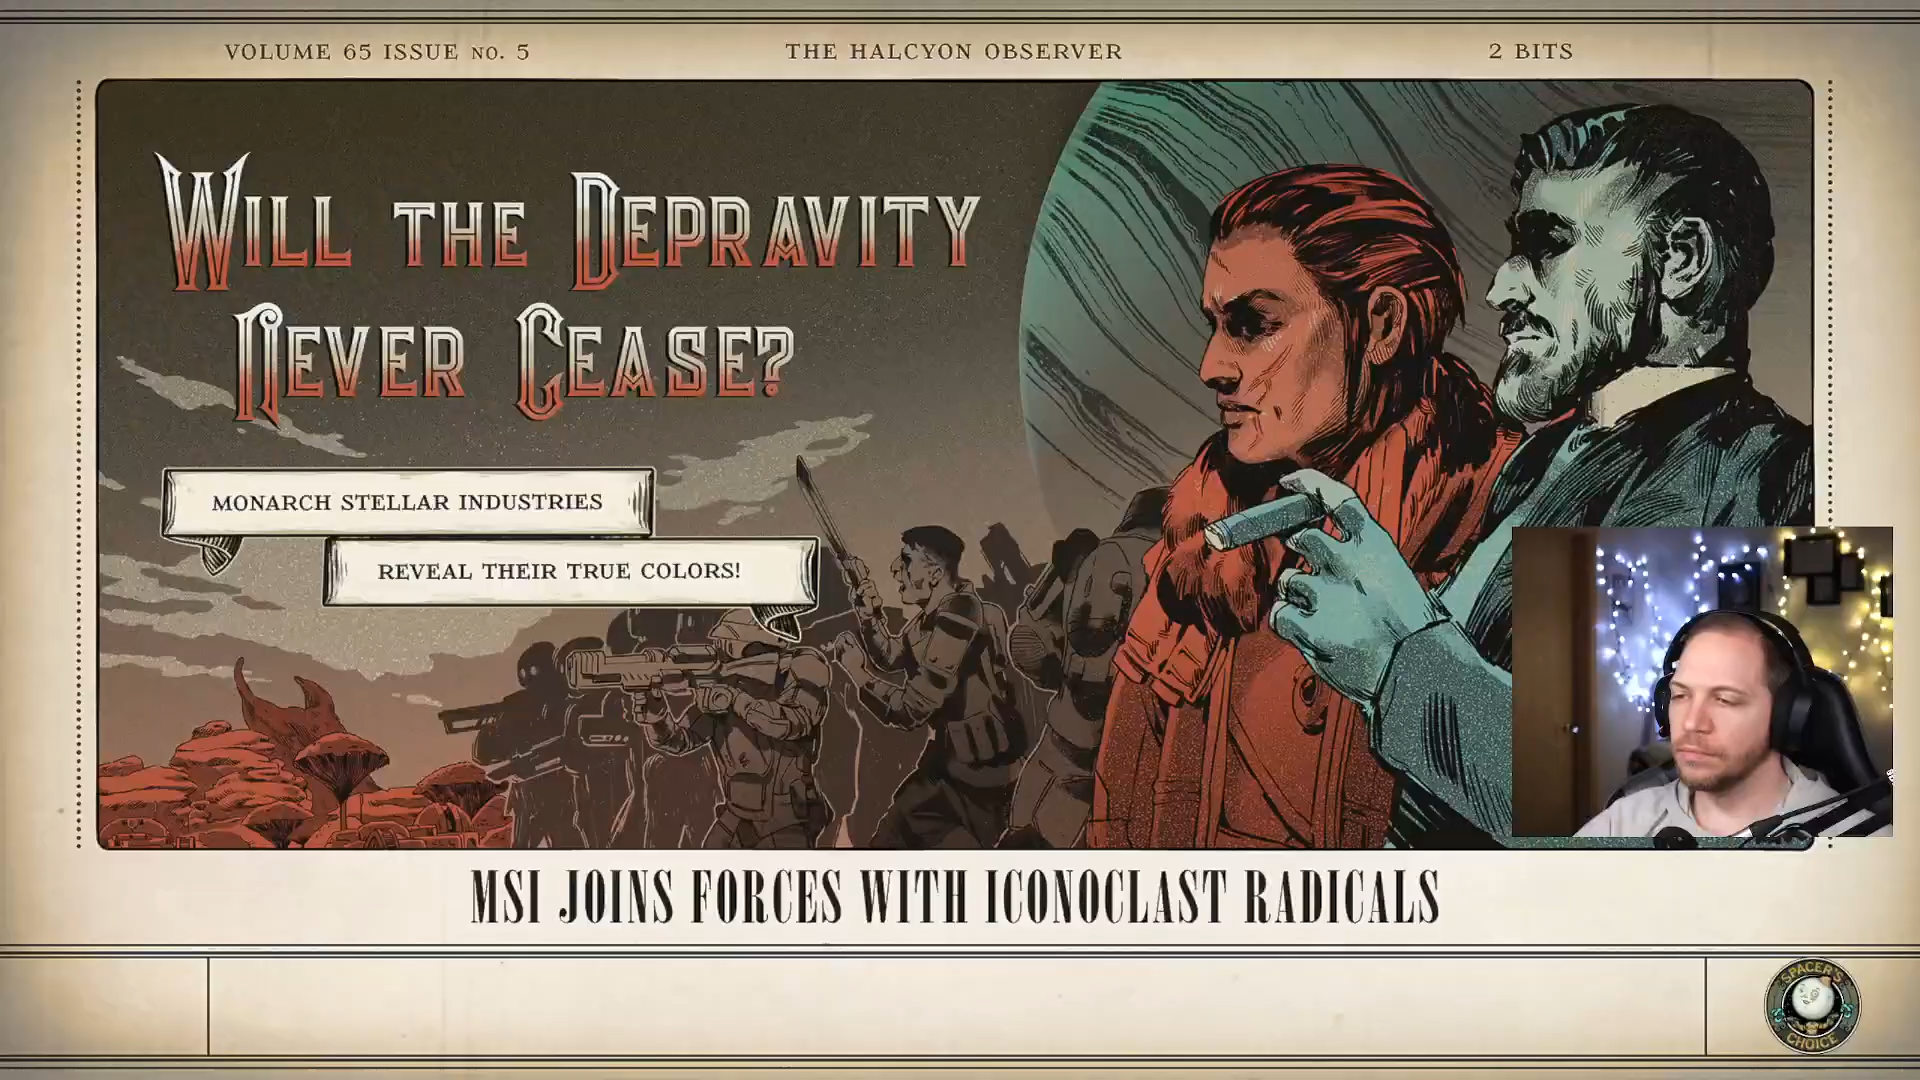 VOLUME 65 ISSUE NO. 5
THE HALCYON OBSERVER
2 BITS
WILL THE DEPRAVITY
NEVER CEASE?
MONARCH STELLAR INDUSTRIES
REVEAL THEIR TRUE COLORS!
MSI JOINS FORCES WITH ICONOCLAST RADICALS
SPACER'S
CHOICE